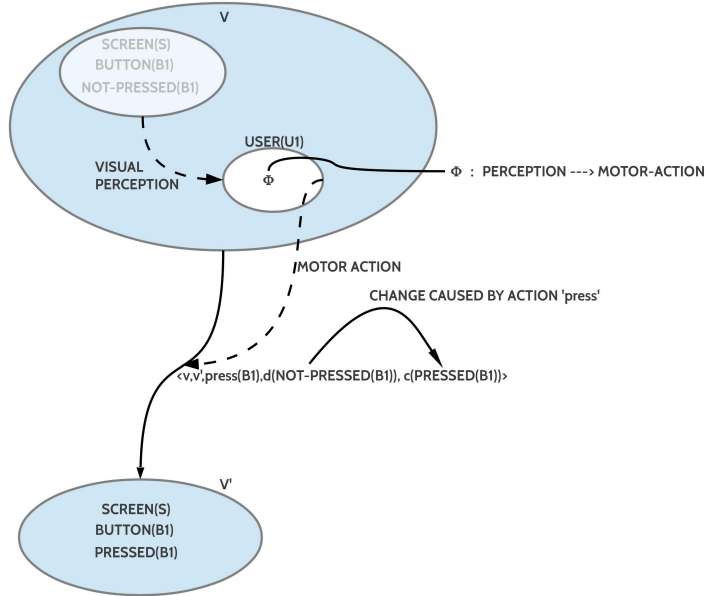 V
SCREEN(S)
BUTTON(B1)
NOT-PRESSED(B1)
USER(U1)
VISUAL
PERCEPTION
Φ
Φ : PERCEPTION ---> MOTOR-ACTION
MOTOR ACTION
CHANGE CAUSED BY ACTION 'press'
<v,v',press(B1),d(NOT-PRESSED(B1)), c(PRESSED(B1))>
V'
SCREEN(S)
BUTTON(B1)
PRESSED(B1)